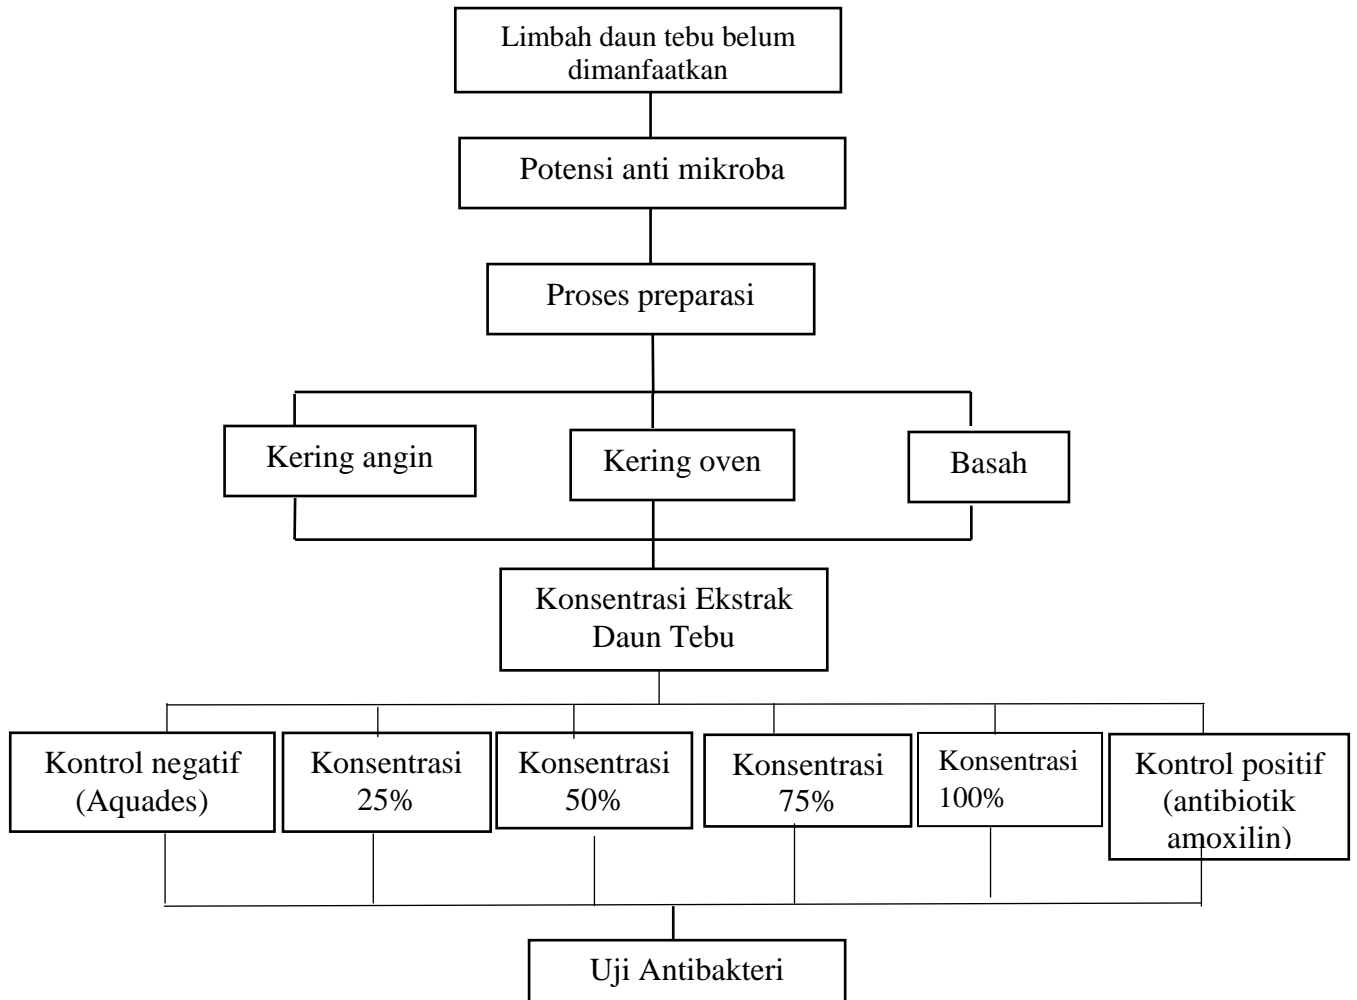 Limbah daun tebu belum
dimanfaatkan
Potensi anti mikroba
Proses preparasi
Kering angin
Kering oven
Basah
Konsentrasi Ekstrak
Daun Tebu
Kontrol negatif
(Aquades)
Konsentrasi
25%
Konsentrasi
50%
Konsentrasi
75%
Konsentrasi
100%
Kontrol positif
(antibiotik
amoxilin)
Uji Antibakteri